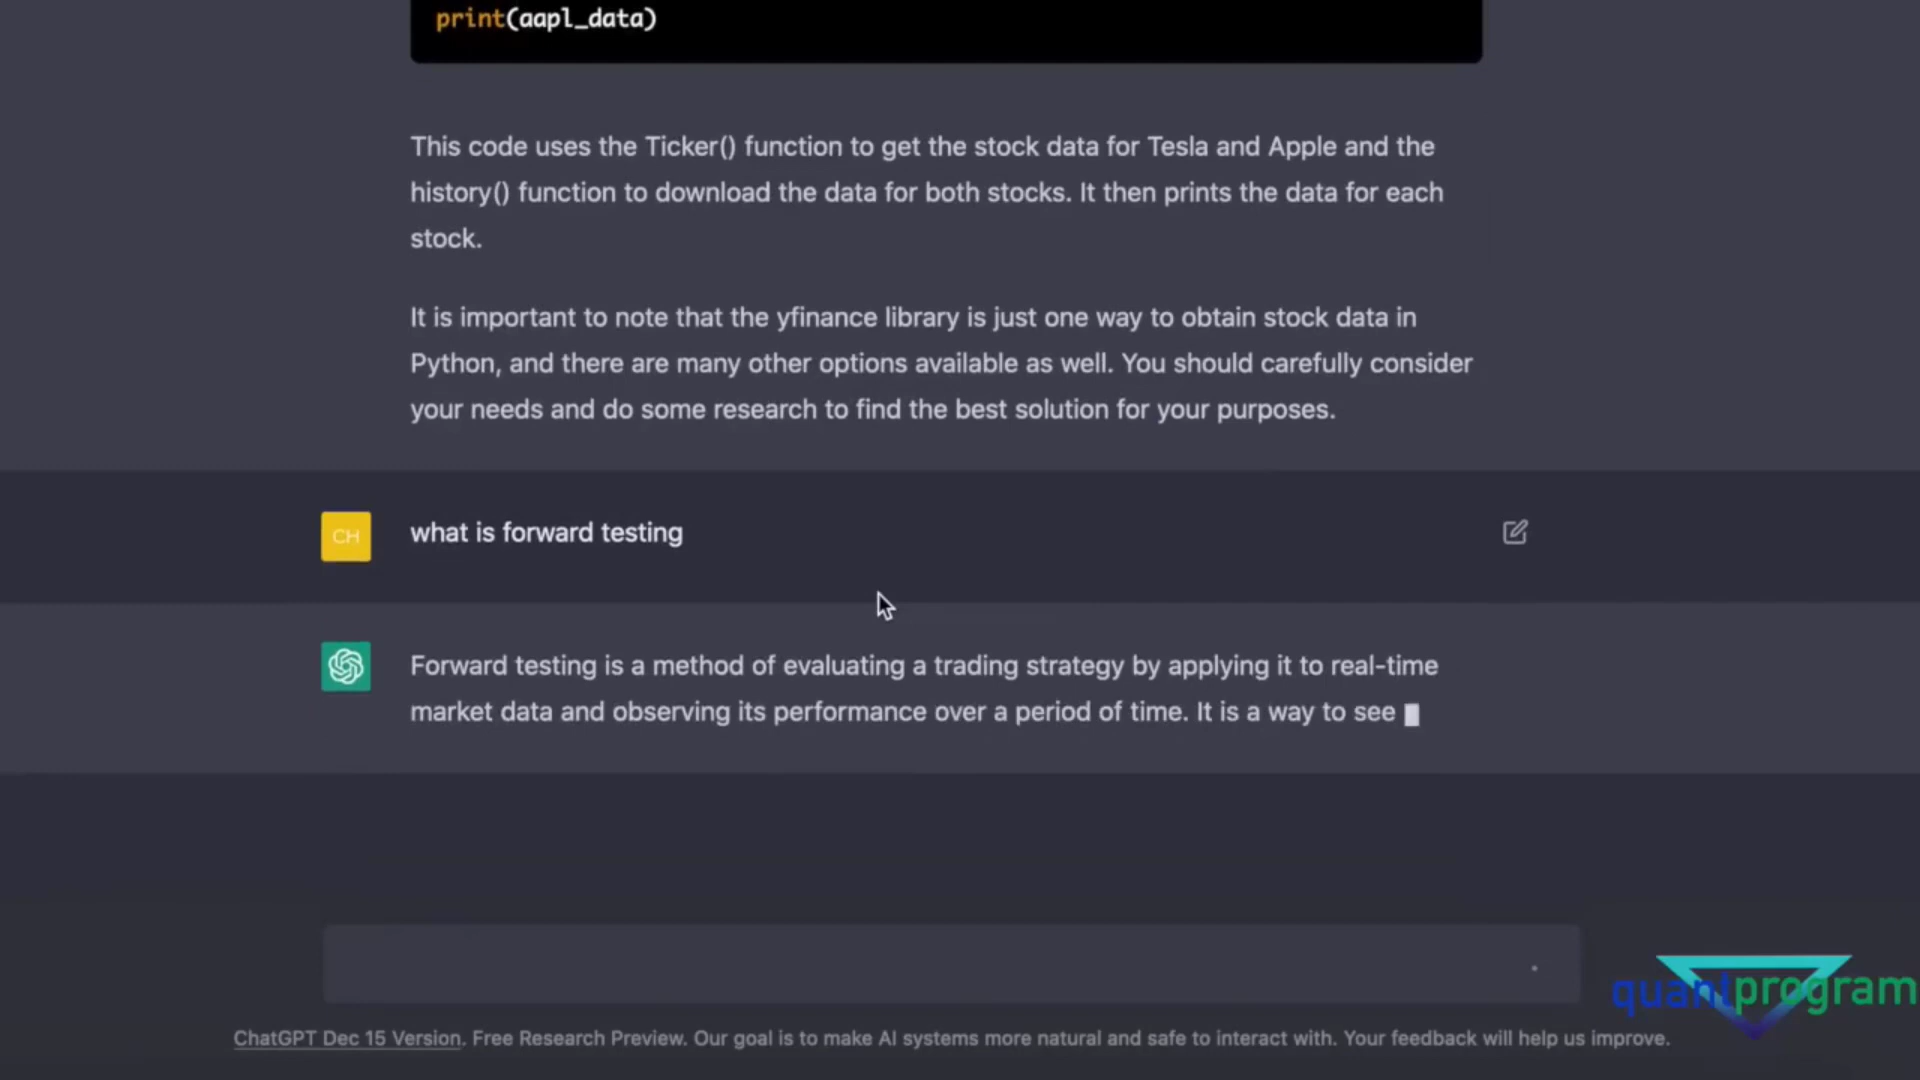 print(aapl_data)
This code uses the Ticker() function to get the stock data for Tesla and Apple and the
history() function to download the data for both stocks. It then prints the data for each
stock.
It is important to note that the yfinance library is just one way to obtain stock data in
Python, and there are many other options available as well. You should carefully consider
your needs and do some research to find the best solution for your purposes.
CH
what is forward testing
Forward testing is a method of evaluating a trading strategy by applying it to real-time
market data and observing its performance over a period of time. It is a way to see
quantprogram
ChatGPT Dec 15 Version. Free Research Preview. Our goal is to make AI systems more natural and safe to interact with. Your feedback will help us improve.